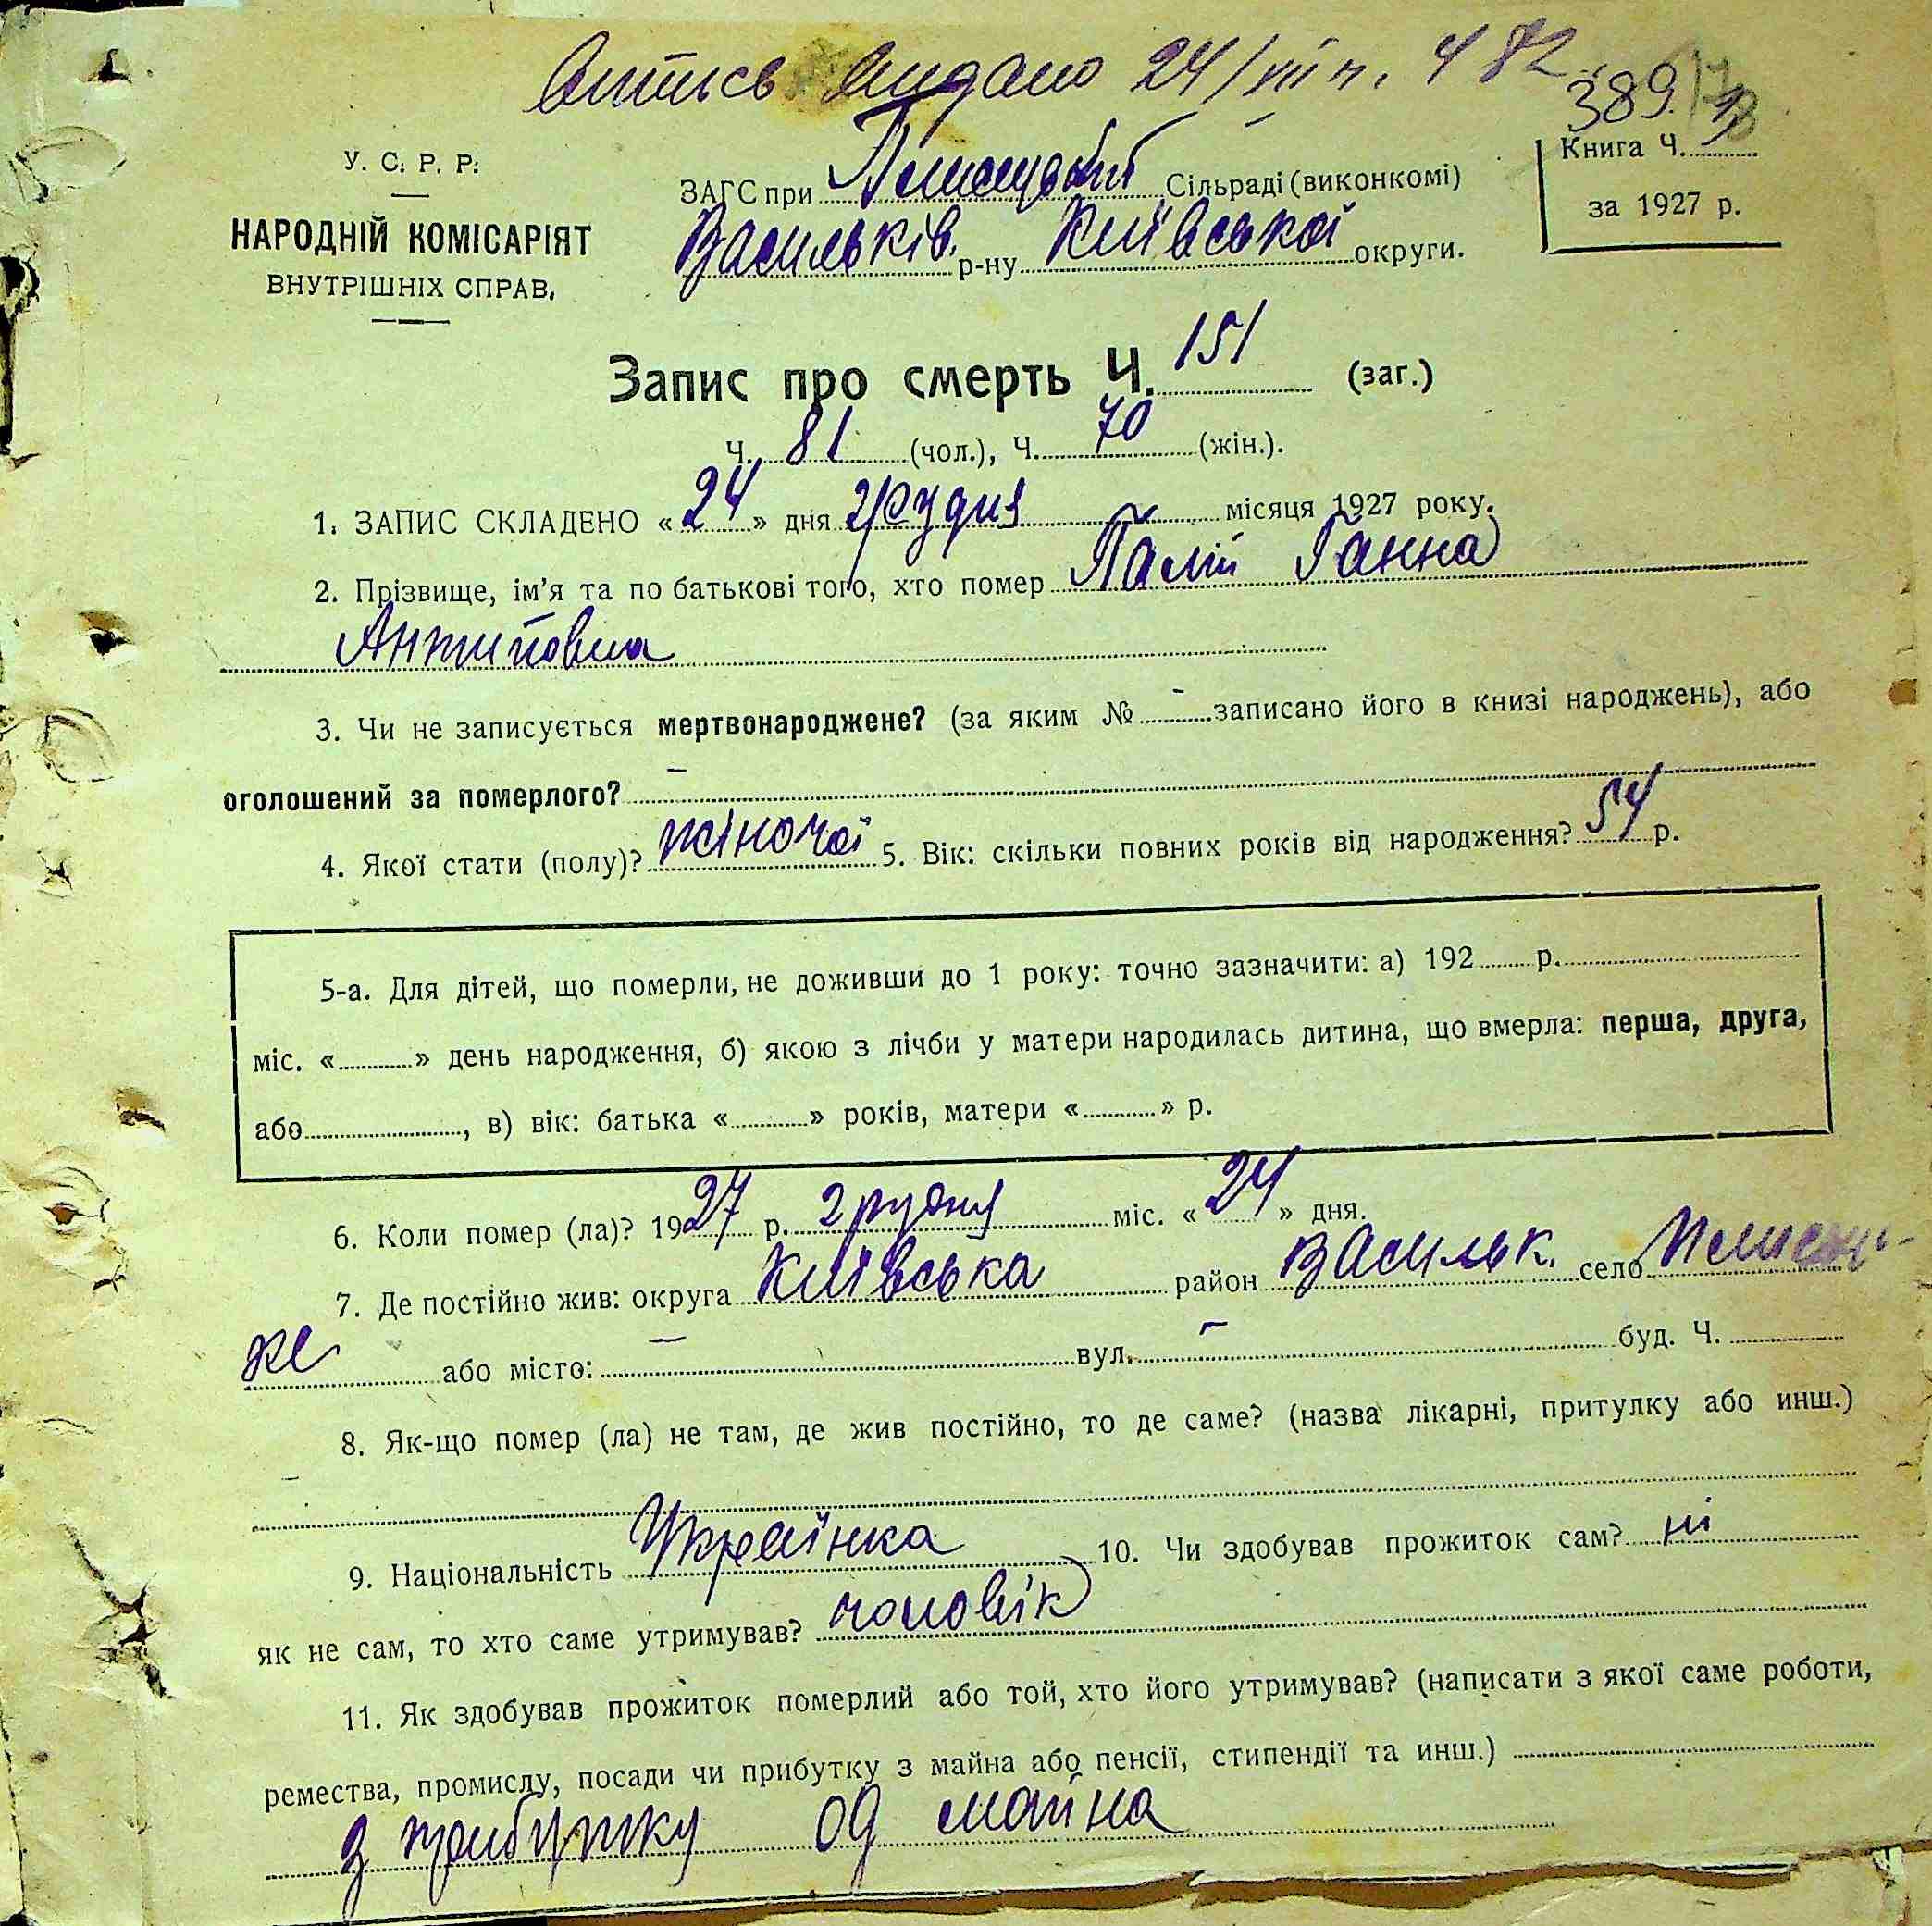 Витись видано 24/VII ч. 482
389.
У. С. Р. Р.
НАРОДНІЙ КОМІСАРІЯТ
ВНУТРІШНІХ СПРАВ.
ЗАГС при Плисецькій Сільраді (виконкомі)
Васильків. р-ну Київської округи.
Книга Ч.
за 1927 р.
Запис про смерть Ч. 151 (заг.)
Ч. 81 (чол.), Ч. 70 (жін.).
1. ЗАПИС СКЛАДЕНО « 24 » дня грудня місяця 1927 року.
2. Прізвище, ім'я та по батькові того, хто помер Палій Ганна
Антиповна
3. Чи не записується мертвонароджене? (за яким № - записано його в книзі народжень), або
оголошений за померлого? —
4. Якої стати (полу)? жіночої 5. Вік: скільки повних років від народження? 54 р.
5-а. Для дітей, що померли, не доживши до 1 року: точно зазначити: а) 192 р.
міс. « » день народження, б) якою з лічби у матери народилась дитина, що вмерла: перша, друга,
або , в) вік: батька « » років, матери « » р.
6. Коли помер (ла)? 1927 р. грудня міс. « 24 » дня.
7. Де постійно жив: округа Київська район Васильк. село Плисець-
ке або місто: — вул. — буд. Ч.
8. Як-що помер (ла) не там, де жив постійно, то де саме? (назва лікарні, притулку або инш.)
—
9. Національність Українка 10. Чи здобував прожиток сам? ні
як не сам, то хто саме утримував? чоловік
11. Як здобував прожиток померлий або той, хто його утримував? (написати з якої саме роботи,
ремества, промислу, посади чи прибутку з майна або пенсії, стипендії та инш.)
з прибутку од майна